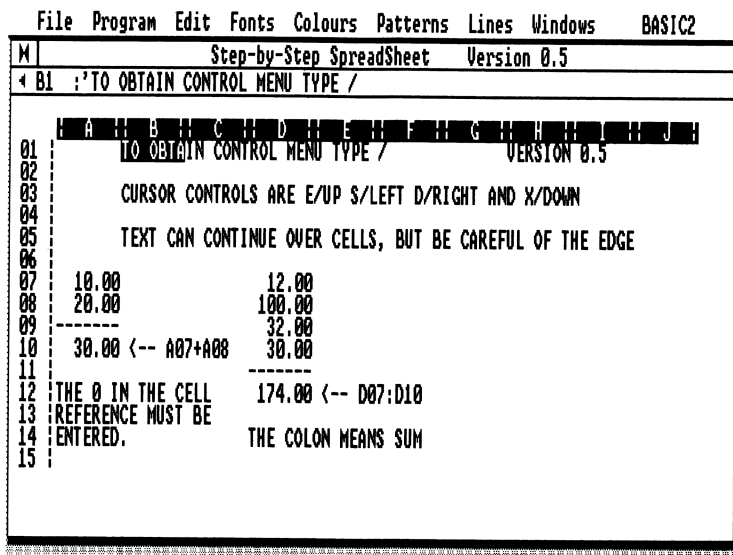 File Program Edit Fonts Colours Patterns Lines Windows BASIC2
Step-by-Step SpreadSheet Version 0.5
B1 :'TO OBTAIN CONTROL MENU TYPE /
A B C D E F G H I J
01 TO OBTAIN CONTROL MENU TYPE / VERSION 0.5
02
03 CURSOR CONTROLS ARE E/UP S/LEFT D/RIGHT AND X/DOWN
04
05 TEXT CAN CONTINUE OVER CELLS, BUT BE CAREFUL OF THE EDGE
06
07 10.00 12.00
08 20.00 100.00
09 ------- 32.00
10 30.00 <-- A07+A08 30.00
11 -------
12 THE 0 IN THE CELL 174.00 <-- D07:D10
13 REFERENCE MUST BE
14 ENTERED. THE COLON MEANS SUM
15